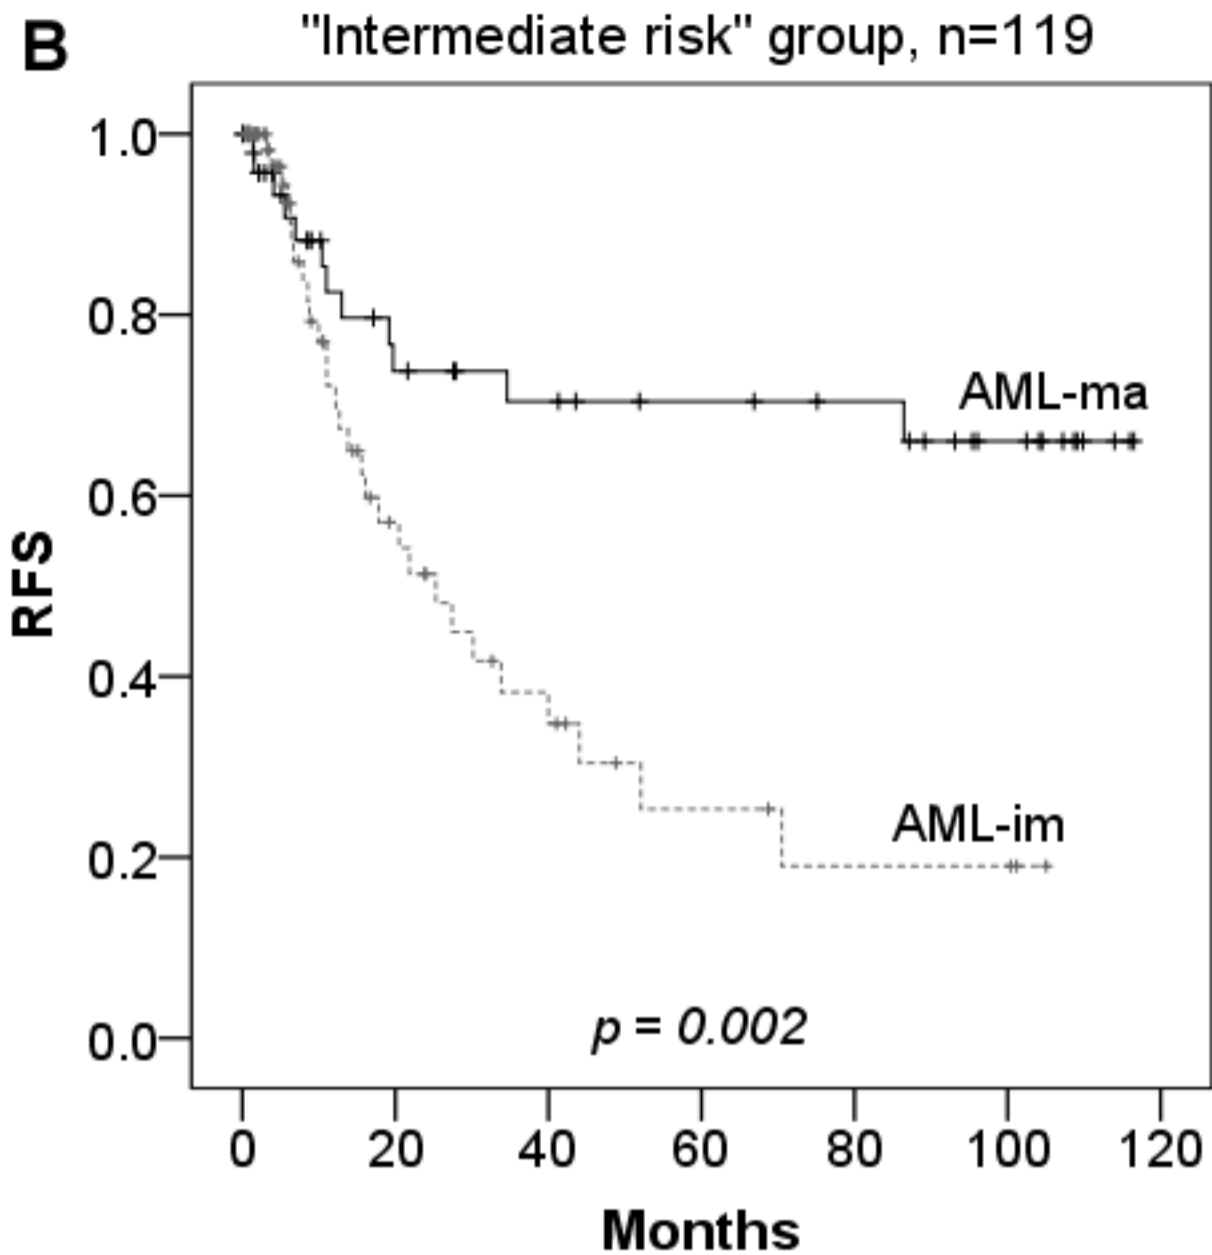 B
"Intermediate risk" group, n=119
1.0
0.8
0.6
0.4
0.2
0.0
RFS
AML-ma
AML-im
p = 0.002
0 20 40 60 80 100 120
Months